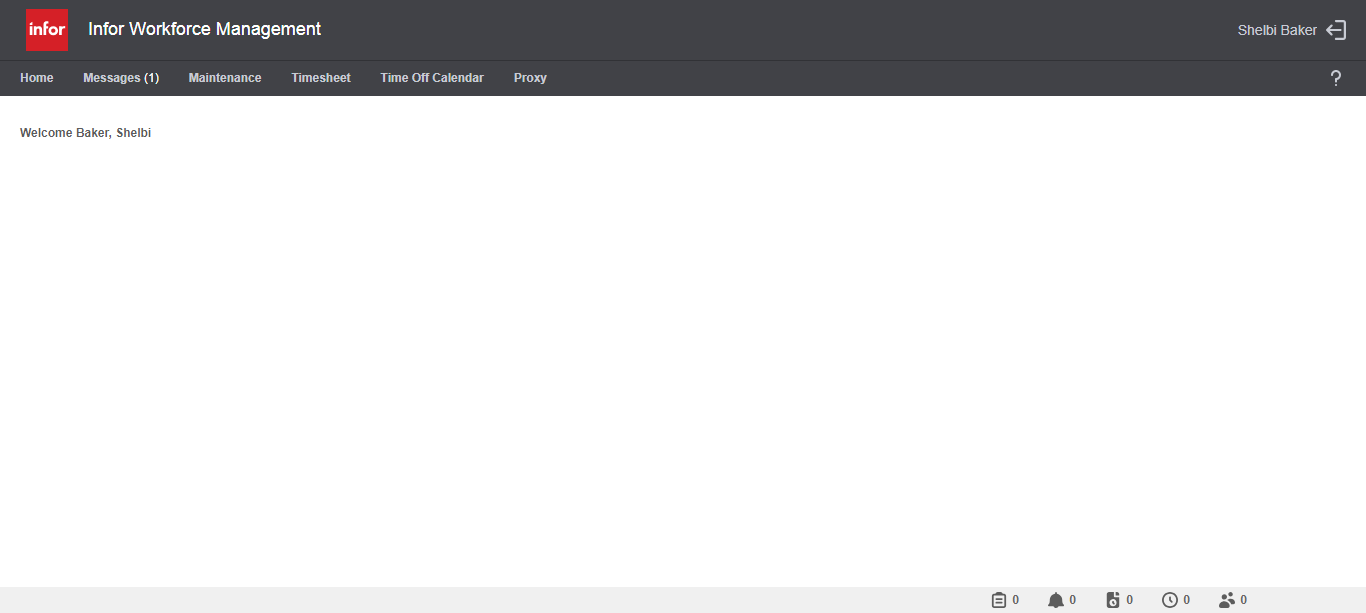 infor
Infor Workforce Management
Shelbi Baker
Home Messages (1) Maintenance Timesheet Time Off Calendar Proxy ?
Welcome Baker, Shelbi
0 0 0 0 0